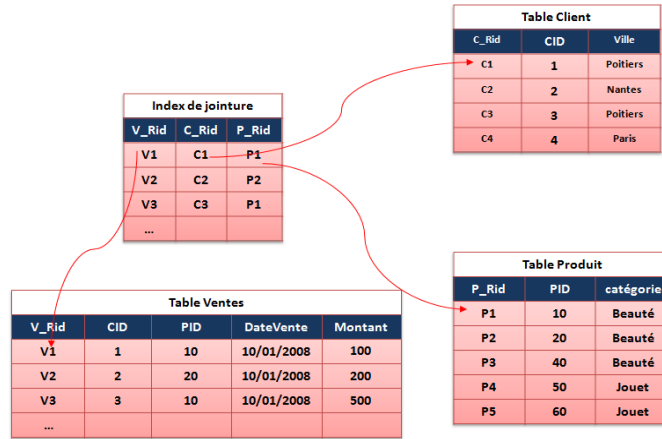 Table Client
C_Rid CID Ville
C1 1 Poitiers
C2 2 Nantes
C3 3 Poitiers
C4 4 Paris
Index de jointure
V_Rid C_Rid P_Rid
V1 C1 P1
V2 C2 P2
V3 C3 P1
...
Table Ventes
V_Rid CID PID DateVente Montant
V1 1 10 10/01/2008 100
V2 2 20 10/01/2008 200
V3 3 10 10/01/2008 500
...
Table Produit
P_Rid PID catégorie
P1 10 Beauté
P2 20 Beauté
P3 40 Beauté
P4 50 Jouet
P5 60 Jouet